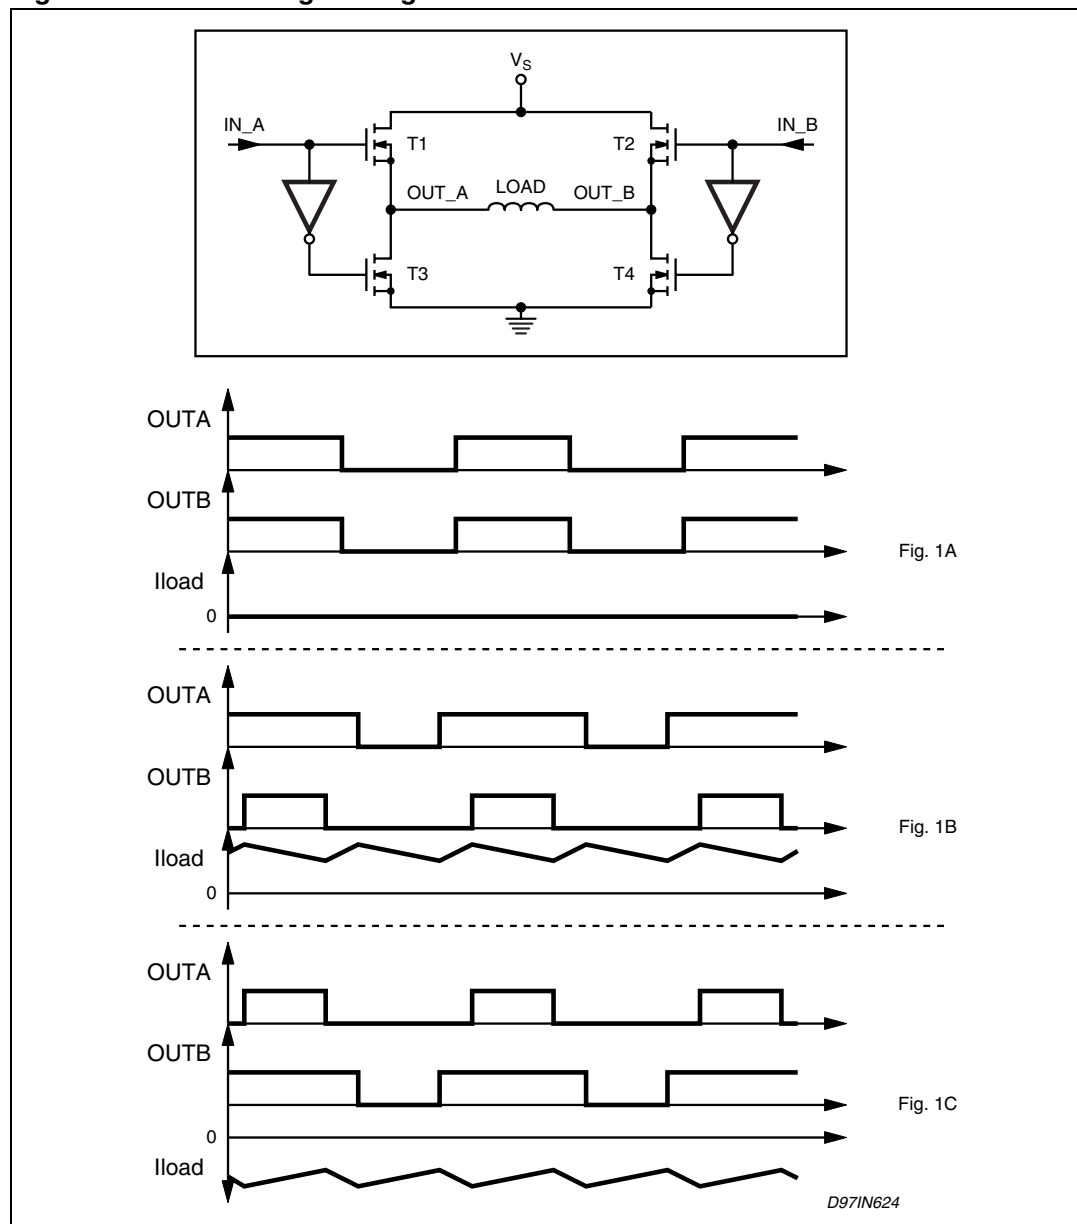 V_S
IN_A
IN_B
T1
T2
OUT_A
LOAD
OUT_B
T3
T4
OUTA
OUTB
Fig. 1A
Iload
0
OUTA
OUTB
Fig. 1B
Iload
0
OUTA
OUTB
Fig. 1C
0
Iload
D97IN624